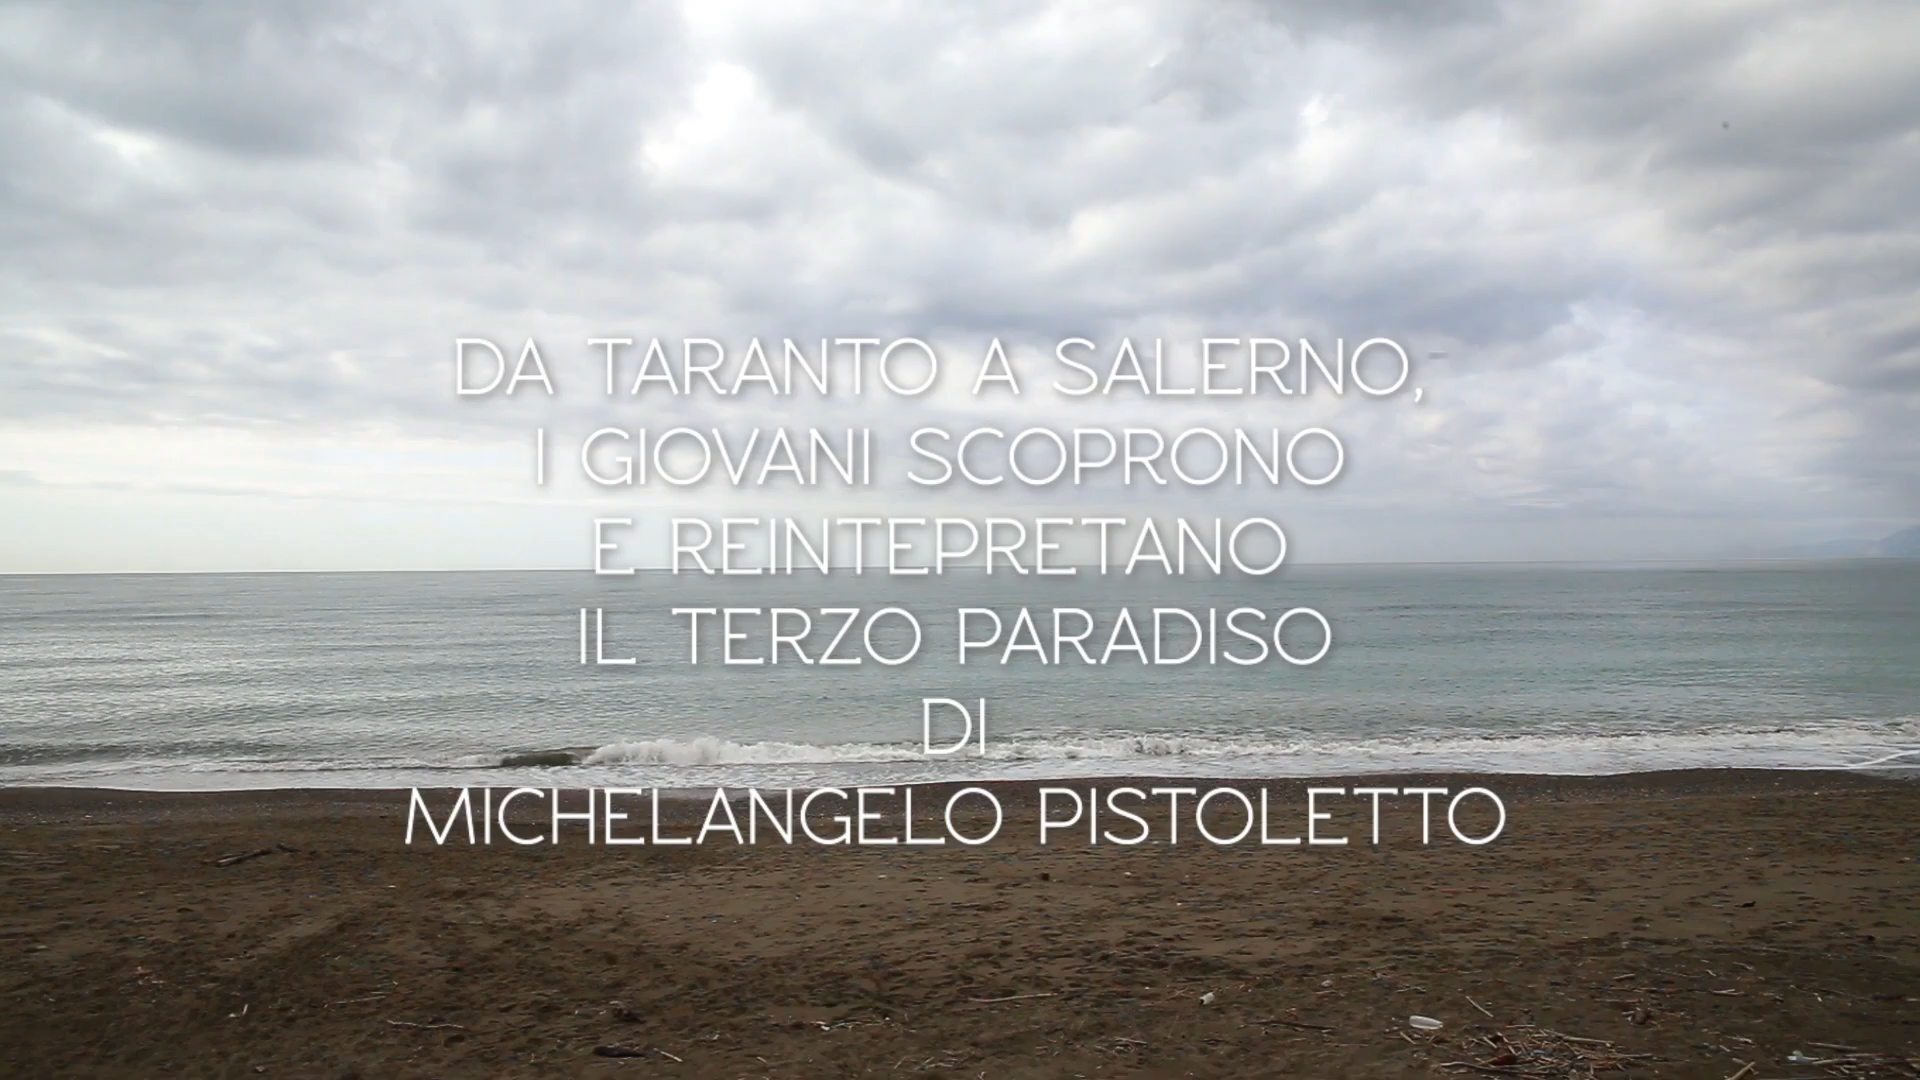 DA TARANTO A SALERNO,
I GIOVANI SCOPRONO
E REINTEPRETANO
IL TERZO PARADISO
DI
MICHELANGELO PISTOLETTO